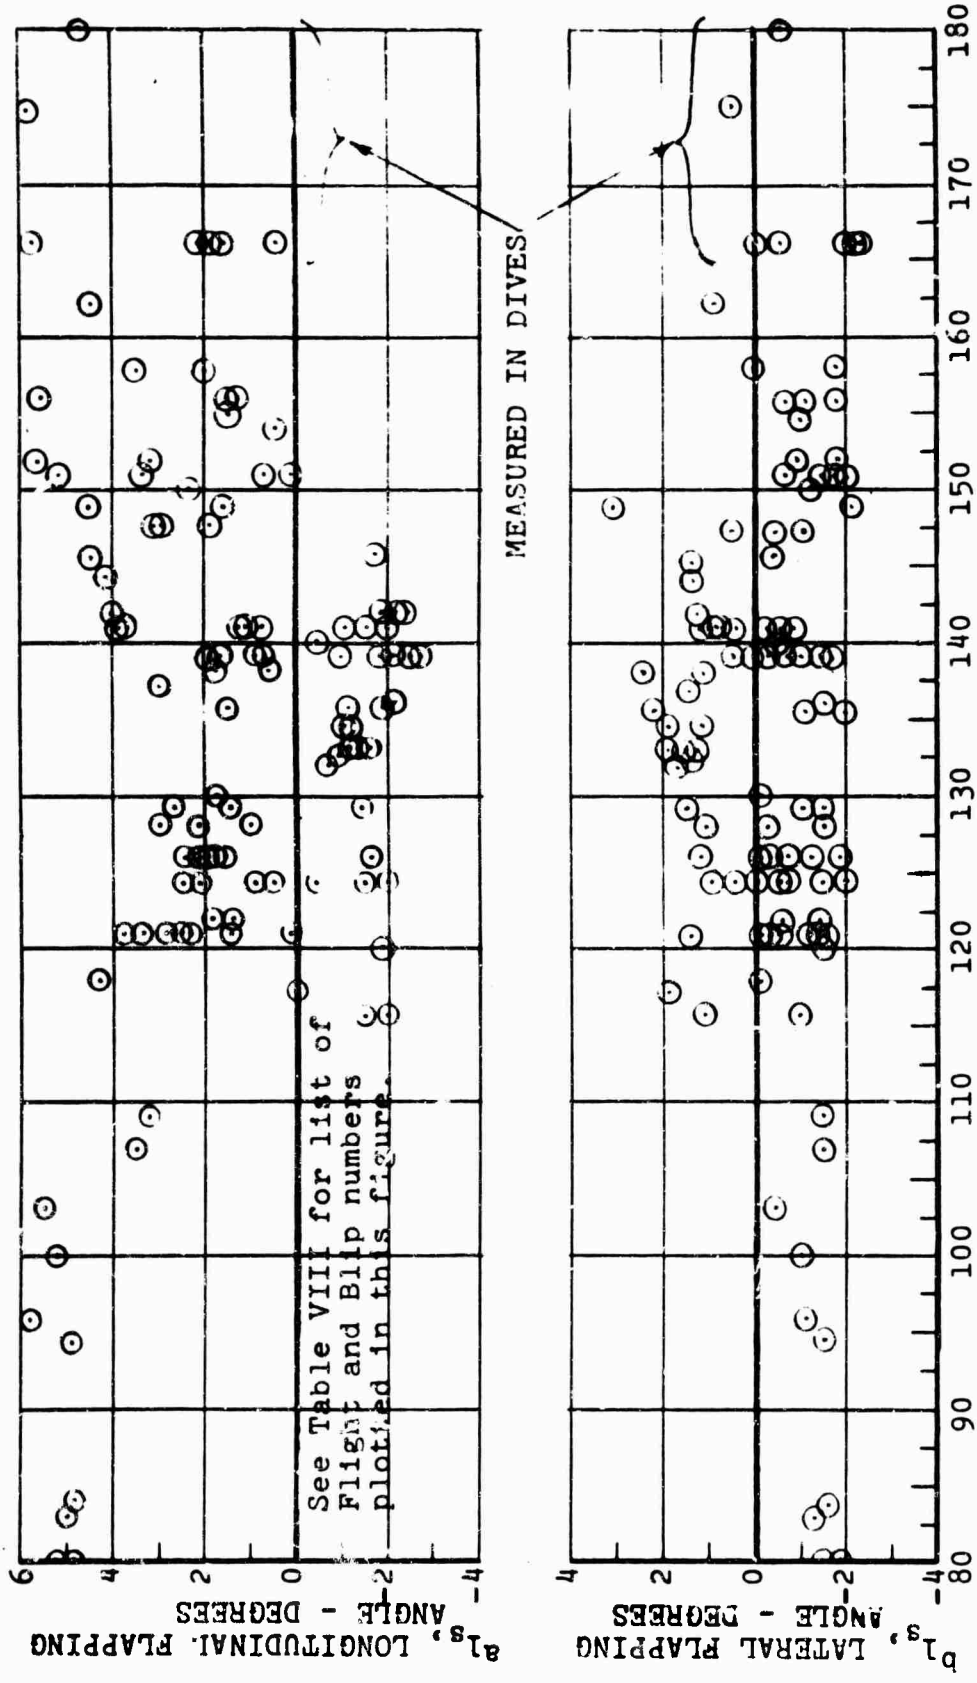 a1s, LONGITUDINAL FLAPPING
ANGLE - DEGREES
6
4
2
0
-2
-4
See Table VIII for list of
Flight and Blip numbers
plotted in this figure.
MEASURED IN DIVES
b1s, LATERAL FLAPPING
ANGLE - DEGREES
4
2
0
-2
-4
80
90
100
110
120
130
140
150
160
170
180